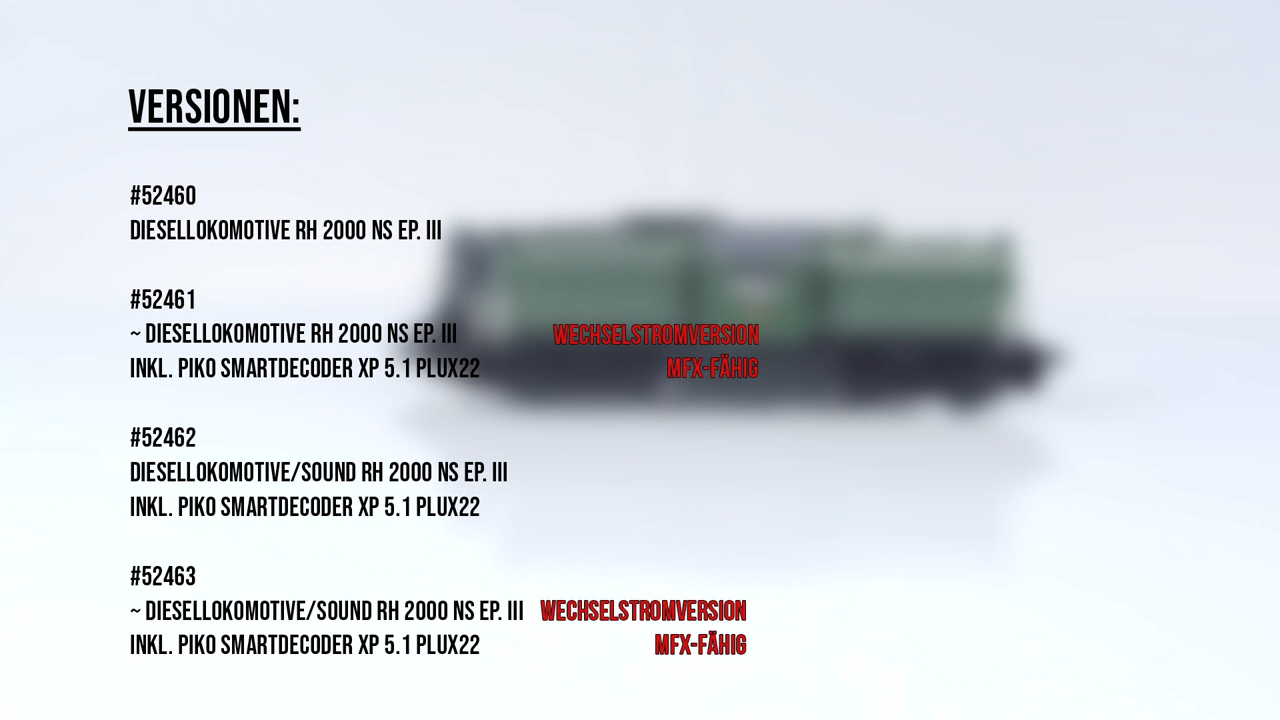 VERSIONEN:
#52460
DIESELLOKOMOTIVE RH 2000 NS EP. III
#52461
~ DIESELLOKOMOTIVE RH 2000 NS EP. III WECHSELSTROMVERSION
INKL. PIKO SMARTDECODER XP 5.1 PLUX22 MFX-FÄHIG
#52462
DIESELLOKOMOTIVE/SOUND RH 2000 NS EP. III
INKL. PIKO SMARTDECODER XP 5.1 PLUX22
#52463
~ DIESELLOKOMOTIVE/SOUND RH 2000 NS EP. III WECHSELSTROMVERSION
INKL. PIKO SMARTDECODER XP 5.1 PLUX22 MFX-FÄHIG